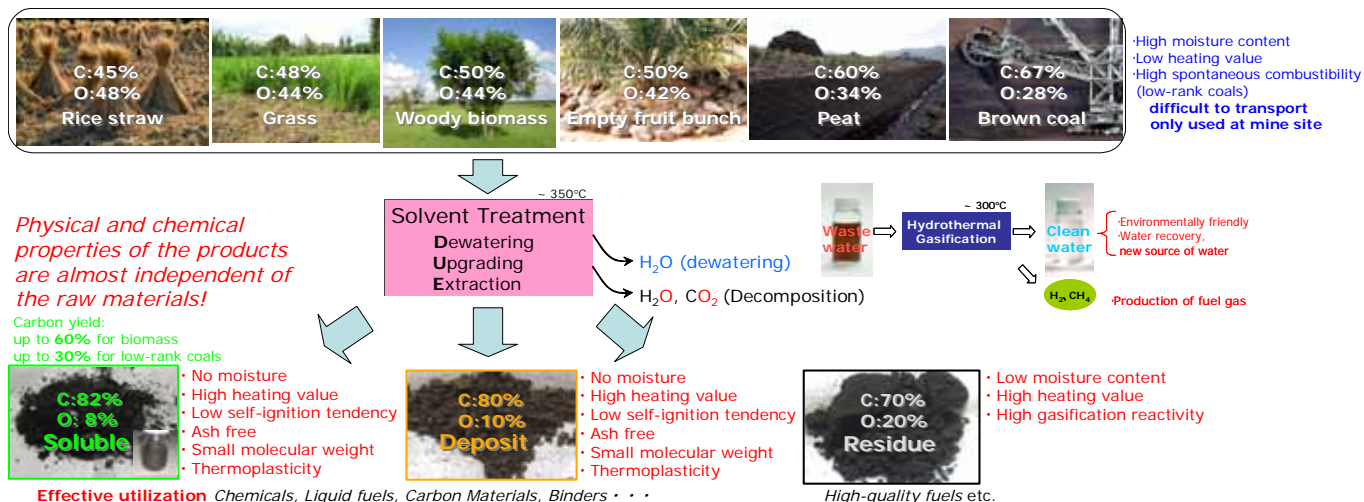 C:45%
O:48%
Rice straw
C:48%
O:44%
Grass
C:50%
O:44%
Woody biomass
C:50%
O:42%
Empty fruit bunch
C:60%
O:34%
Peat
C:67%
O:28%
Brown coal
·High moisture content
·Low heating value
·High spontaneous combustibility
(low-rank coals)
difficult to transport
only used at mine site
Physical and chemical
properties of the products
are almost independent of
the raw materials!
~ 350°C
Solvent Treatment
Dewatering
Upgrading
Extraction
H₂O (dewatering)
H₂O, CO₂ (Decomposition)
Waste
water
~ 300°C
Hydrothermal
Gasification
Clean
water
·Environmentally friendly
·Water recovery,
new source of water
H₂, CH₄
·Production of fuel gas
Carbon yield:
up to 60% for biomass
up to 30% for low-rank coals
C:82%
O: 8%
Soluble
・No moisture
・High heating value
・Low self-ignition tendency
・Ash free
・Small molecular weight
・Thermoplasticity
C:80%
O:10%
Deposit
・No moisture
・High heating value
・Low self-ignition tendency
・Ash free
・Small molecular weight
・Thermoplasticity
C:70%
O:20%
Residue
・Low moisture content
・High heating value
・High gasification reactivity
Effective utilization Chemicals, Liquid fuels, Carbon Materials, Binders・・・
High-quality fuels etc.